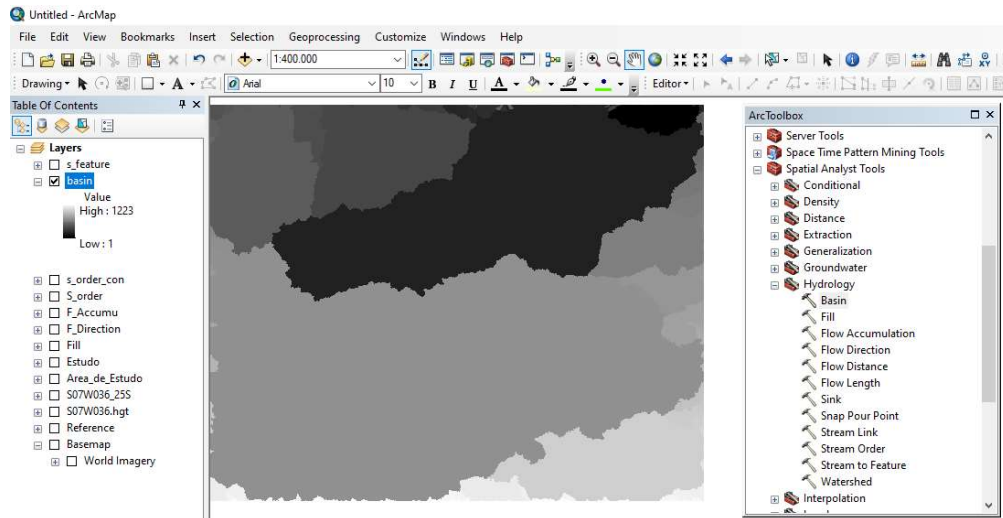 Untitled - ArcMap
File Edit View Bookmarks Insert Selection Geoprocessing Customize Windows Help
1:400.000
Drawing A Arial 10 B I U A Editor
Table Of Contents
Layers
s_feature
basin
Value
High : 1223
Low : 1
s_order_con
S_order
F_Accumu
F_Direction
Fill
Estudo
Area_de_Estudo
S07W036_25S
S07W036.hgt
Reference
Basemap
World Imagery
ArcToolbox
Server Tools
Space Time Pattern Mining Tools
Spatial Analyst Tools
Conditional
Density
Distance
Extraction
Generalization
Groundwater
Hydrology
Basin
Fill
Flow Accumulation
Flow Direction
Flow Distance
Flow Length
Sink
Snap Pour Point
Stream Link
Stream Order
Stream to Feature
Watershed
Interpolation